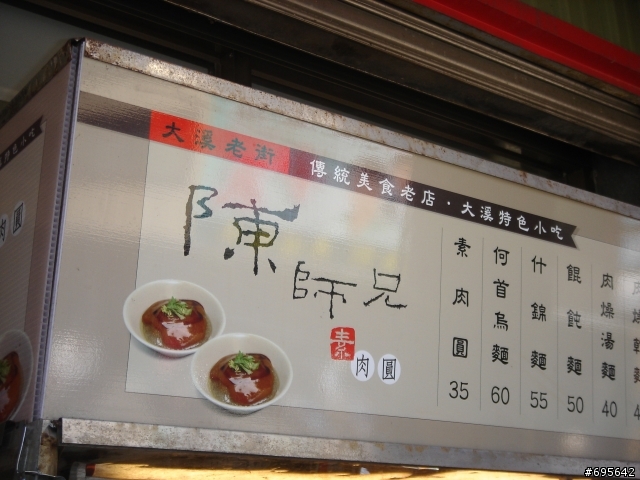 大溪老街
傳統美食老店·大溪特色小吃
陳師兄
素
肉圓
素肉圓 35
何首烏麵 60
什錦麵 55
餛飩麵 50
肉燥湯麵 40
肉圓
#695642